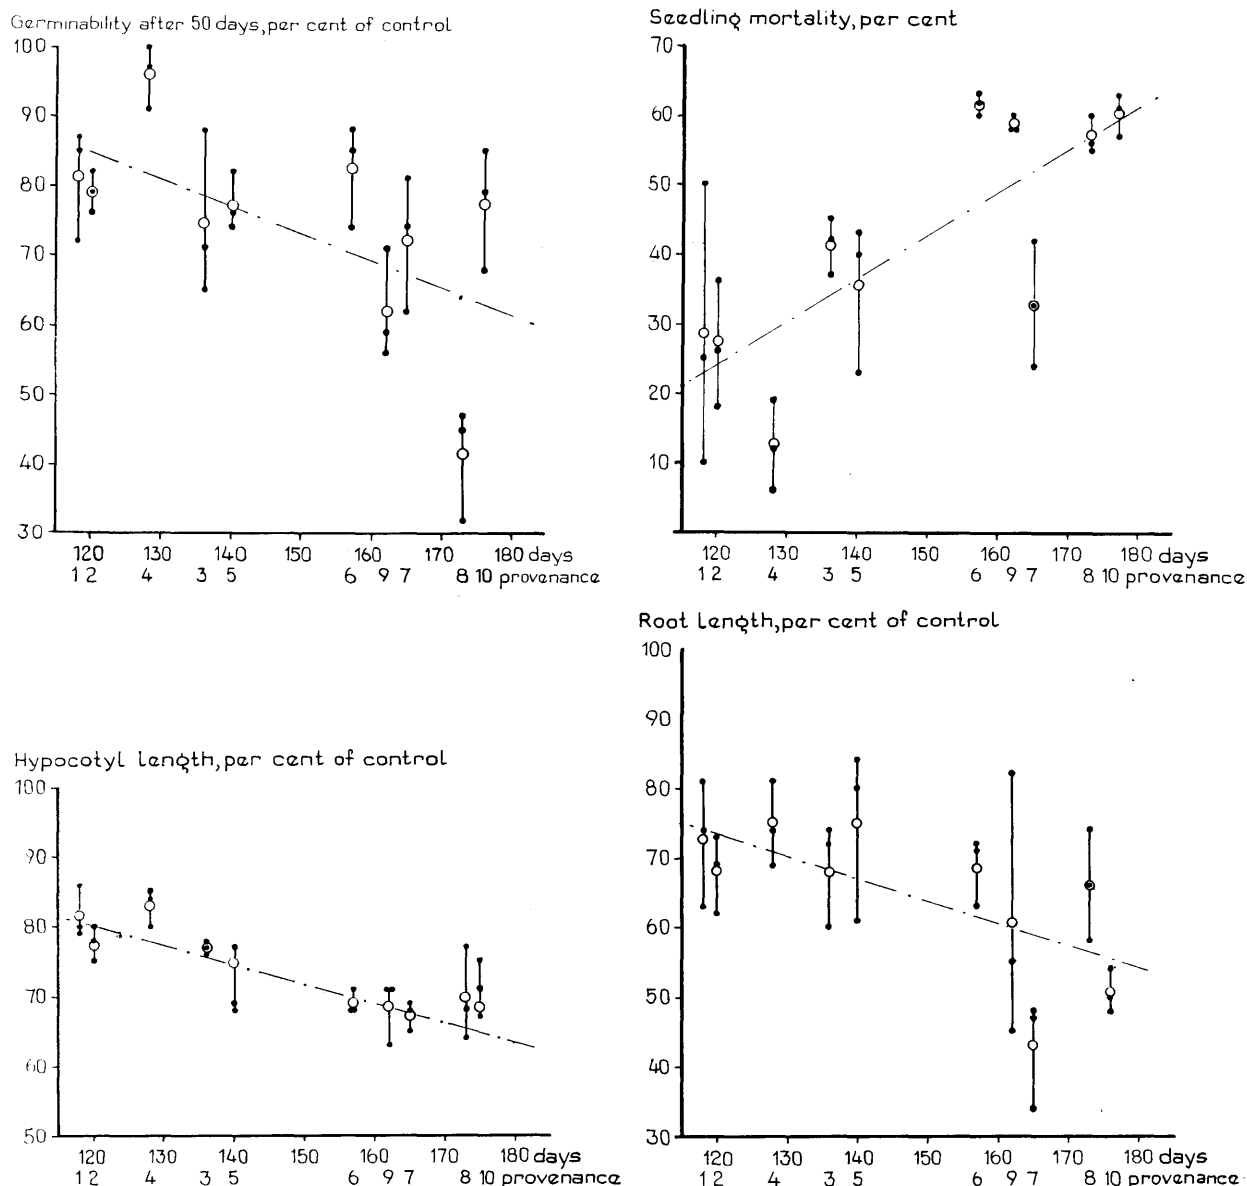 Germinability after 50 days, per cent of control
100
90
80
70
60
50
40
30
120 130 140 150 160 170 180 days
1 2 4 3 5 6 9 7 8 10 provenance
Seedling mortality, per cent
70
60
50
40
30
20
10
120 130 140 150 160 170 180 days
1 2 4 3 5 6 9 7 8 10 provenance
Hypocotyl length, per cent of control
100
90
80
70
60
50
120 130 140 150 160 170 180 days
1 2 4 3 5 6 9 7 8 10 provenance
Root length, per cent of control
100
90
80
70
60
50
40
30
120 130 140 150 160 170 180 days
1 2 4 3 5 6 9 7 8 10 provenance